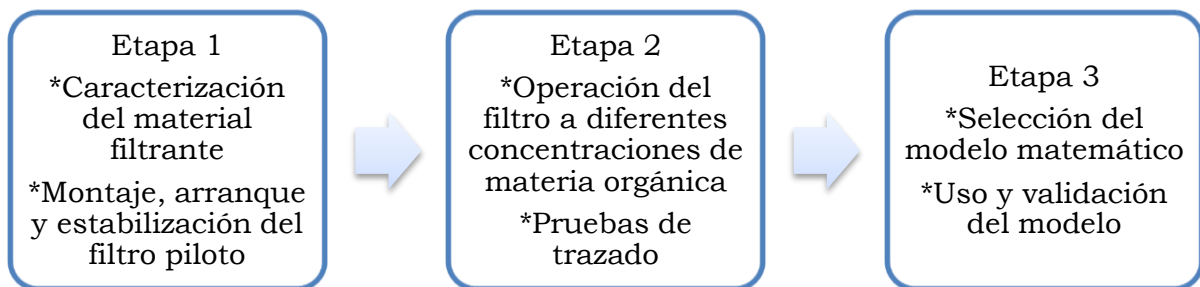 Etapa 1
*Caracterización
del material
filtrante
*Montaje, arranque
y estabilización del
filtro piloto
Etapa 2
*Operación del
filtro a diferentes
concentraciones de
materia orgánica
*Pruebas de
trazado
Etapa 3
*Selección del
modelo matemático
*Uso y validación
del modelo